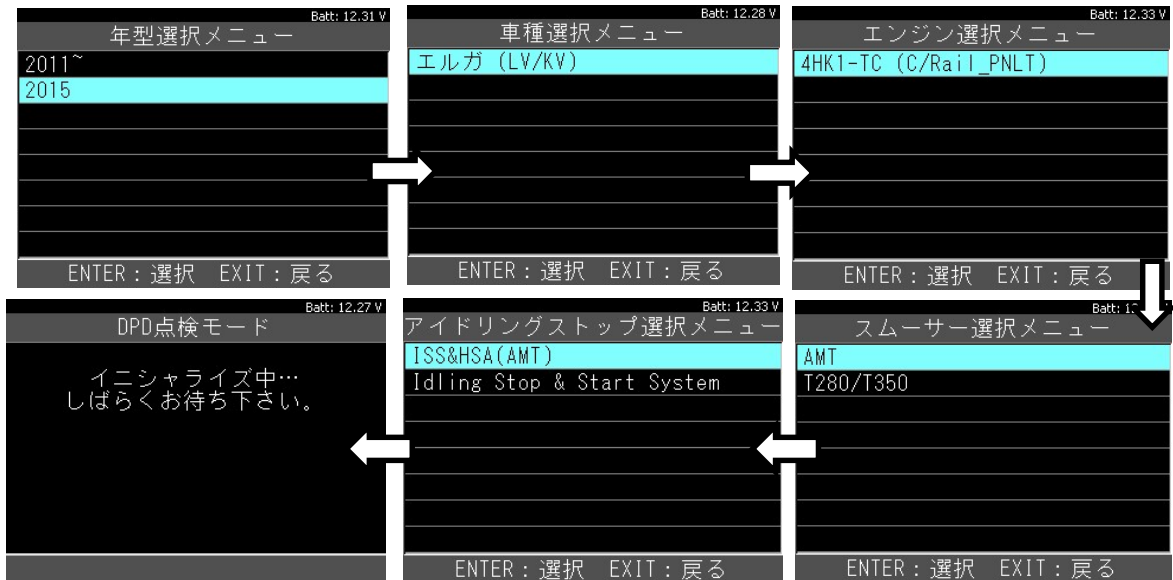 Batt: 12.31 V
年型選択メニュー
2011~
2015
ENTER：選択 EXIT：戻る
Batt: 12.28 V
車種選択メニュー
エルガ (LV/KV)
ENTER：選択 EXIT：戻る
Batt: 12.33 V
エンジン選択メニュー
4HK1-TC (C/Rail_PNLT)
ENTER：選択 EXIT：戻る
Batt:
スムーサー選択メニュー
AMT
T280/T350
ENTER：選択 EXIT：戻る
Batt: 12.33 V
アイドリングストップ選択メニュー
ISS&HSA(AMT)
Idling Stop & Start System
ENTER：選択 EXIT：戻る
Batt: 12.27 V
DPD点検モード
イニシャライズ中…
しばらくお待ち下さい。